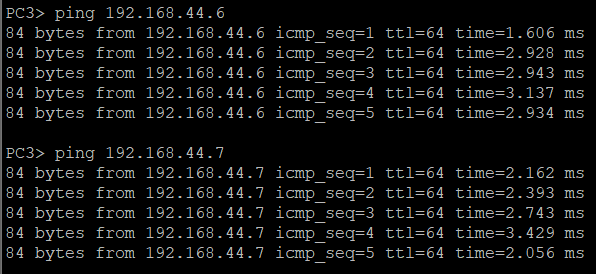 PC3> ping 192.168.44.6
84 bytes from 192.168.44.6 icmp_seq=1 ttl=64 time=1.606 ms
84 bytes from 192.168.44.6 icmp_seq=2 ttl=64 time=2.928 ms
84 bytes from 192.168.44.6 icmp_seq=3 ttl=64 time=2.943 ms
84 bytes from 192.168.44.6 icmp_seq=4 ttl=64 time=3.137 ms
84 bytes from 192.168.44.6 icmp_seq=5 ttl=64 time=2.934 ms
PC3> ping 192.168.44.7
84 bytes from 192.168.44.7 icmp_seq=1 ttl=64 time=2.162 ms
84 bytes from 192.168.44.7 icmp_seq=2 ttl=64 time=2.393 ms
84 bytes from 192.168.44.7 icmp_seq=3 ttl=64 time=2.743 ms
84 bytes from 192.168.44.7 icmp_seq=4 ttl=64 time=3.429 ms
84 bytes from 192.168.44.7 icmp_seq=5 ttl=64 time=2.056 ms